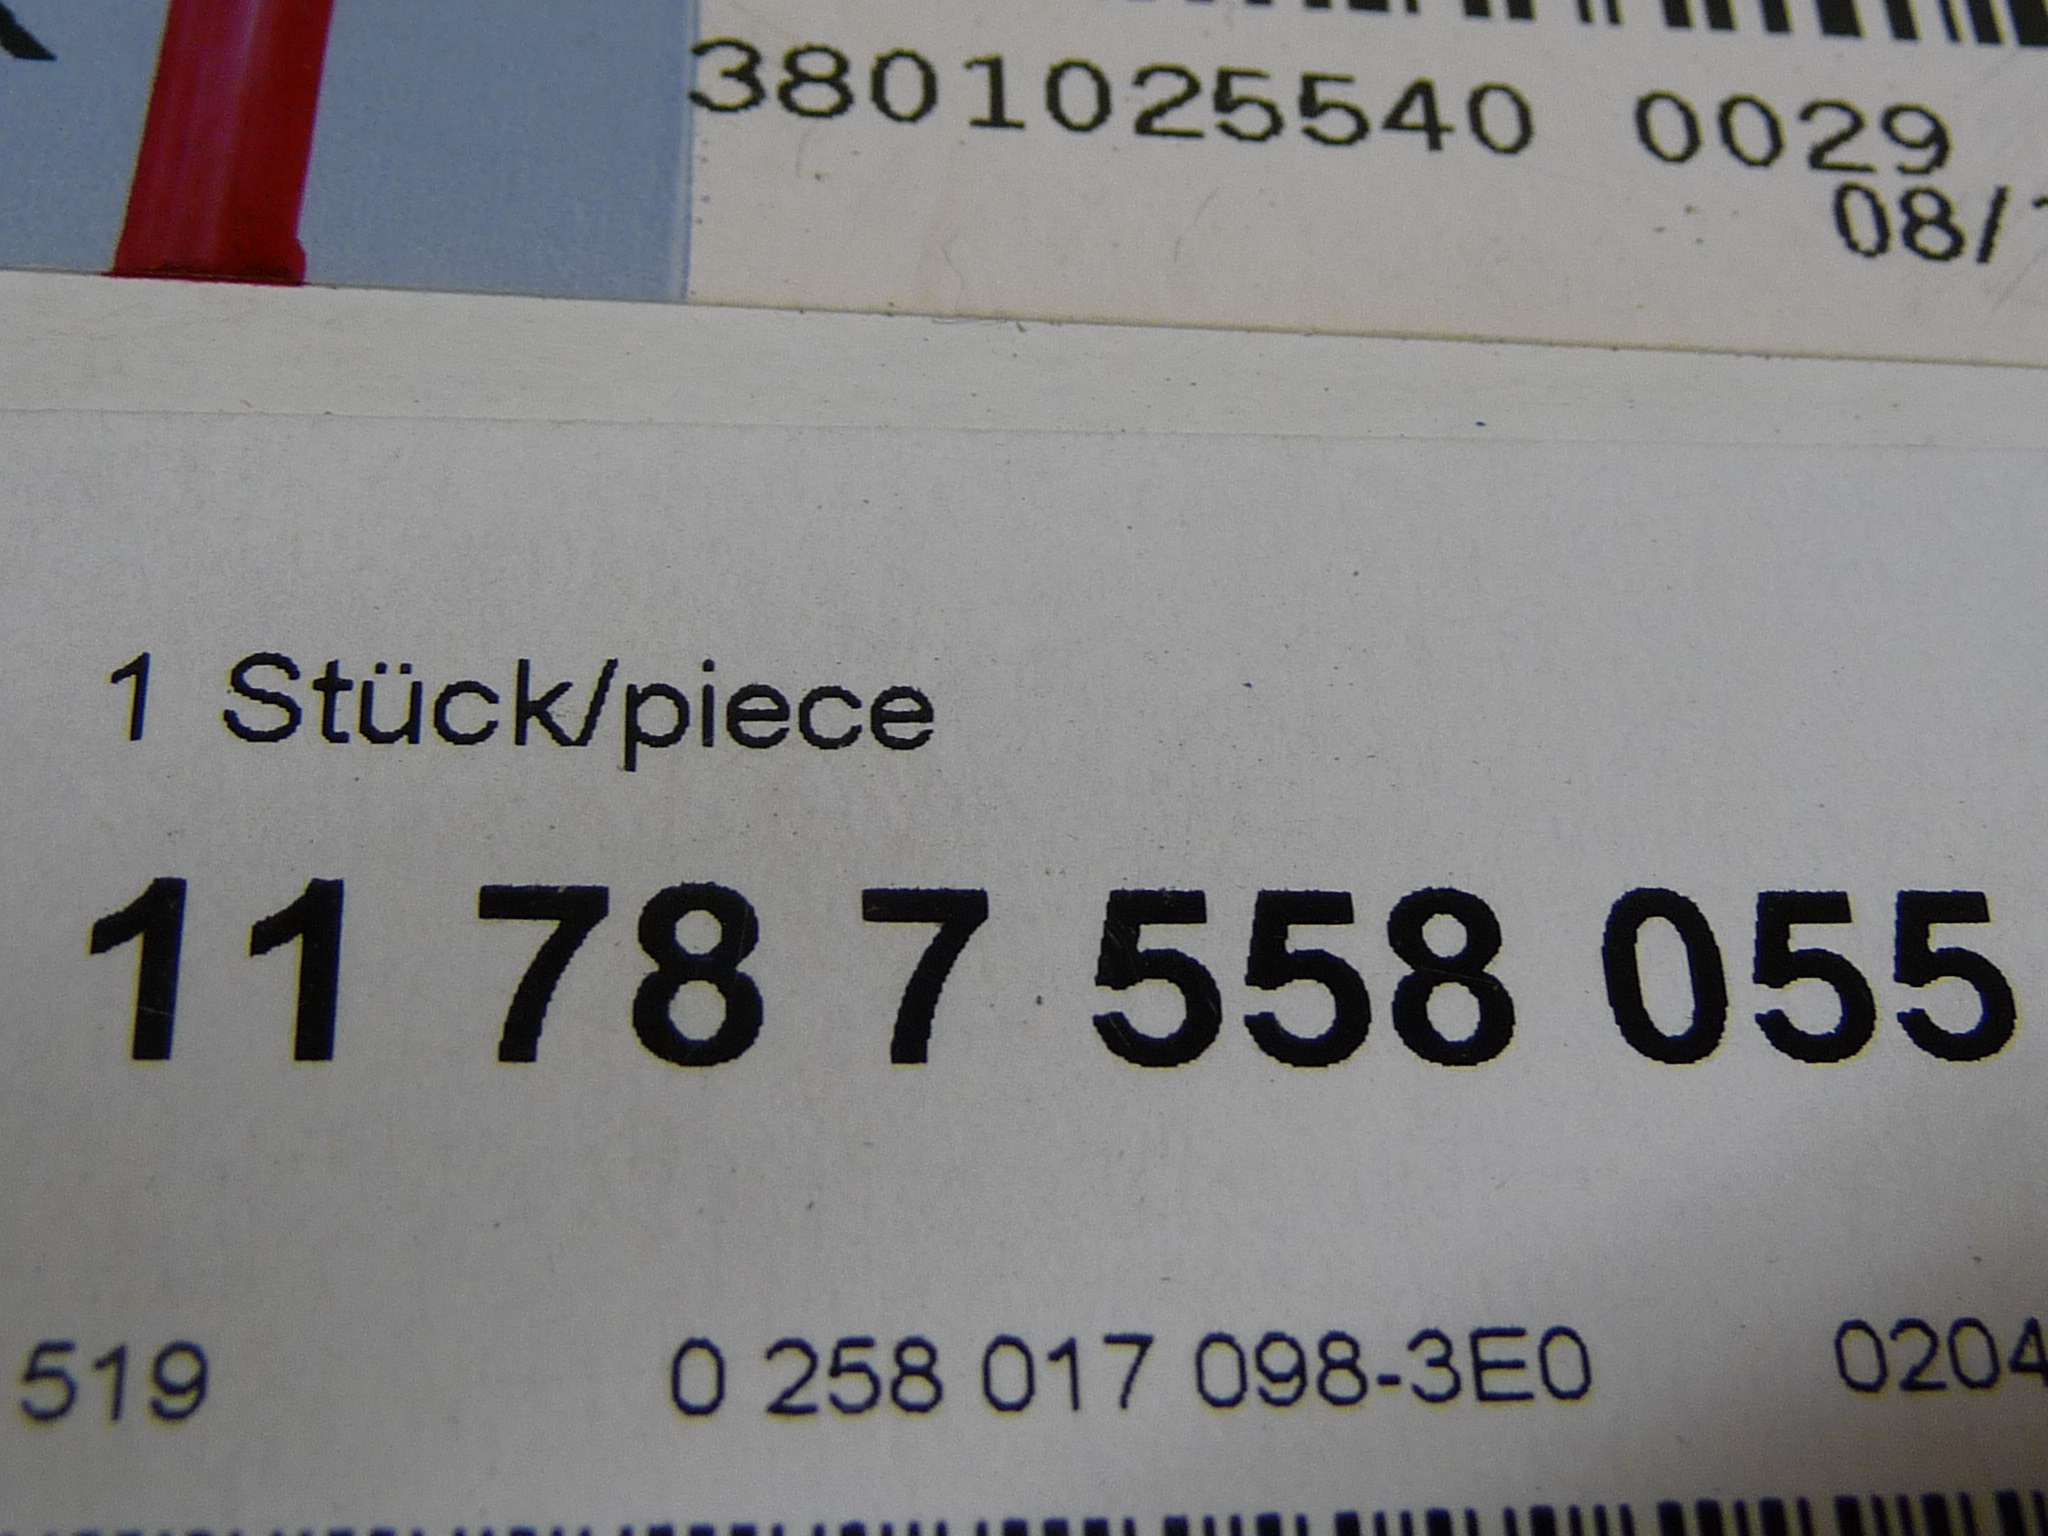 3801025540 0029
08/
1 Stück/piece
11 78 7 558 055
519 0 258 017 098-3E0 0204